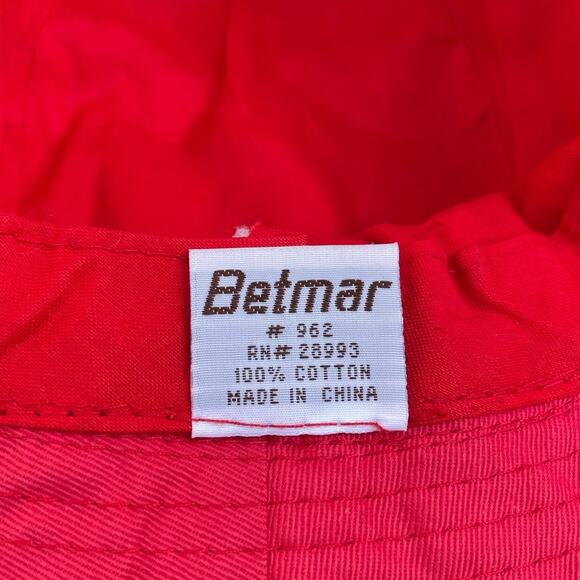 Betmar
# 962
RN# 28993
100% COTTON
MADE IN CHINA